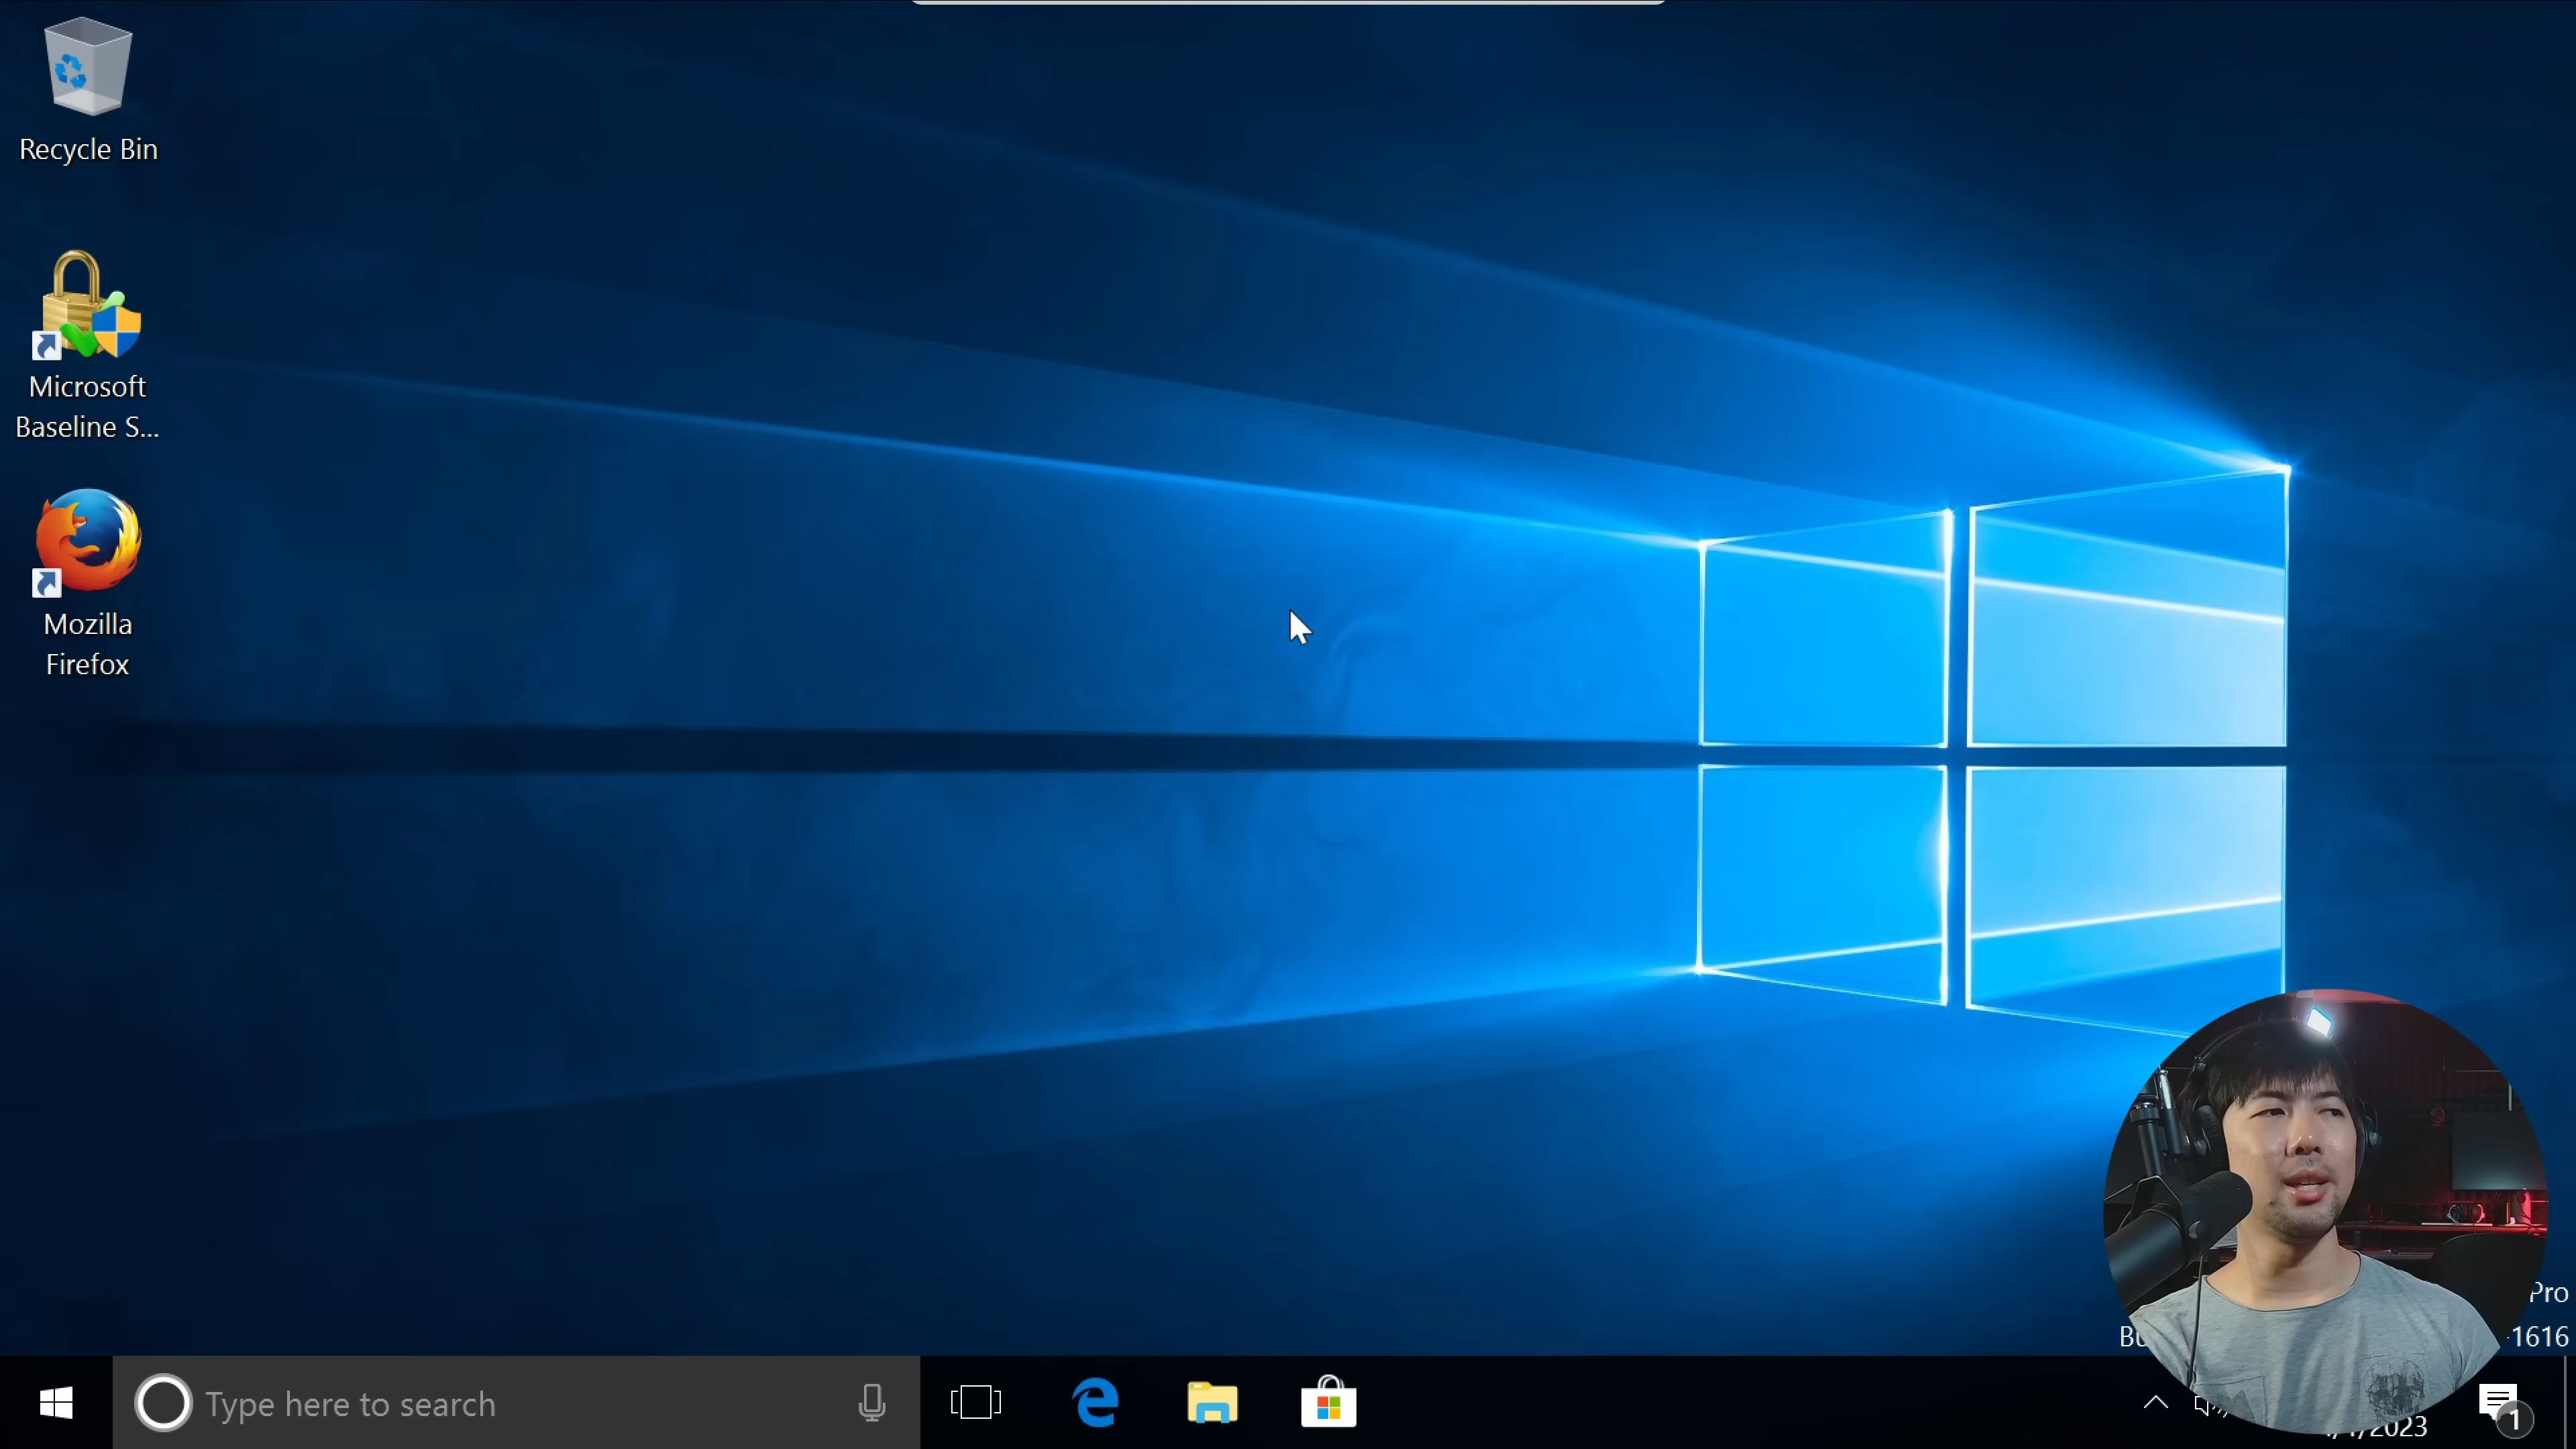 Recycle Bin
Microsoft
Baseline S...
Mozilla
Firefox
Pro
1616
Type here to search
2023
1